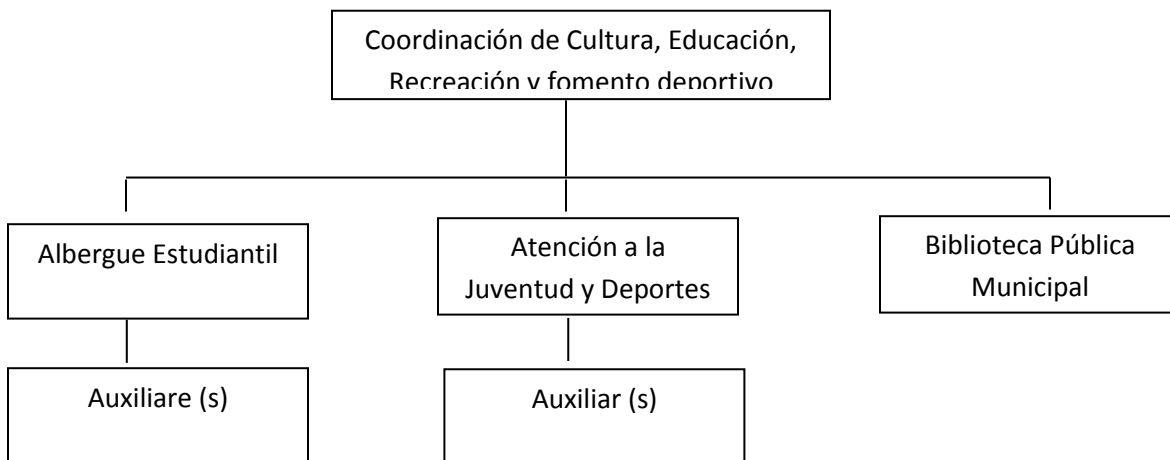 Coordinación de Cultura, Educación,
Recreación y fomento deportivo
Albergue Estudiantil
Atención a la
Juventud y Deportes
Biblioteca Pública
Municipal
Auxiliare (s)
Auxiliar (s)